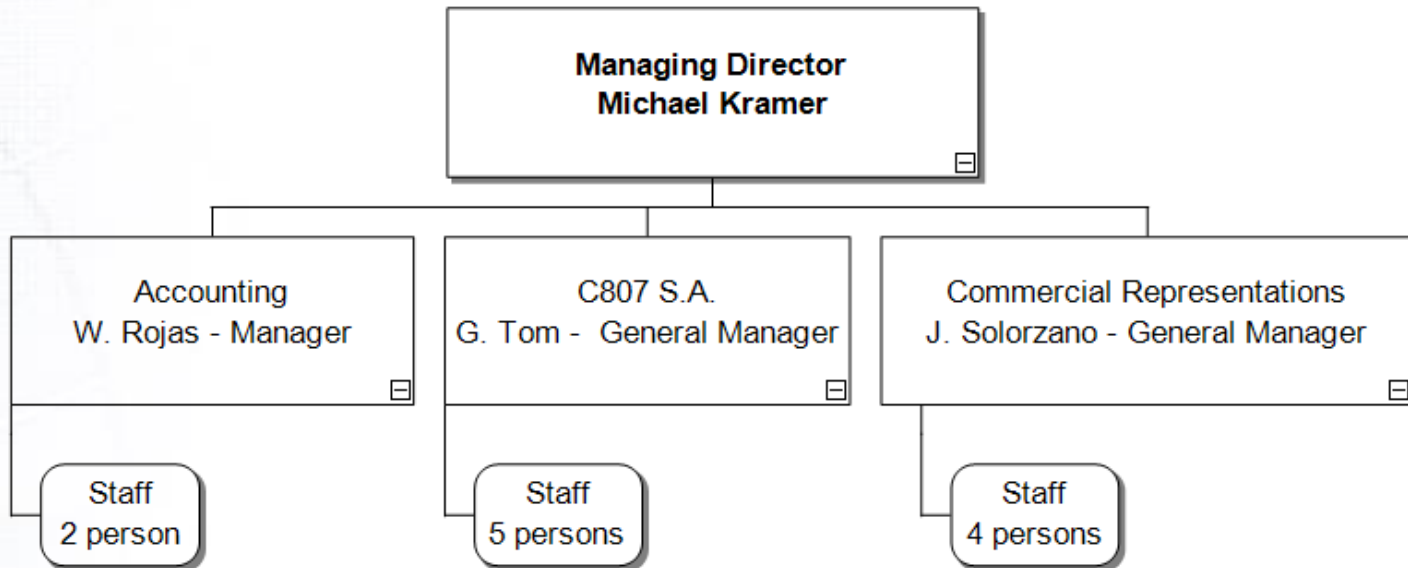 Managing Director
Michael Kramer
Accounting
W. Rojas - Manager
C807 S.A.
G. Tom -  General Manager
Commercial Representations
J. Solorzano - General Manager
Staff
2 person
Staff
5 persons
Staff
4 persons